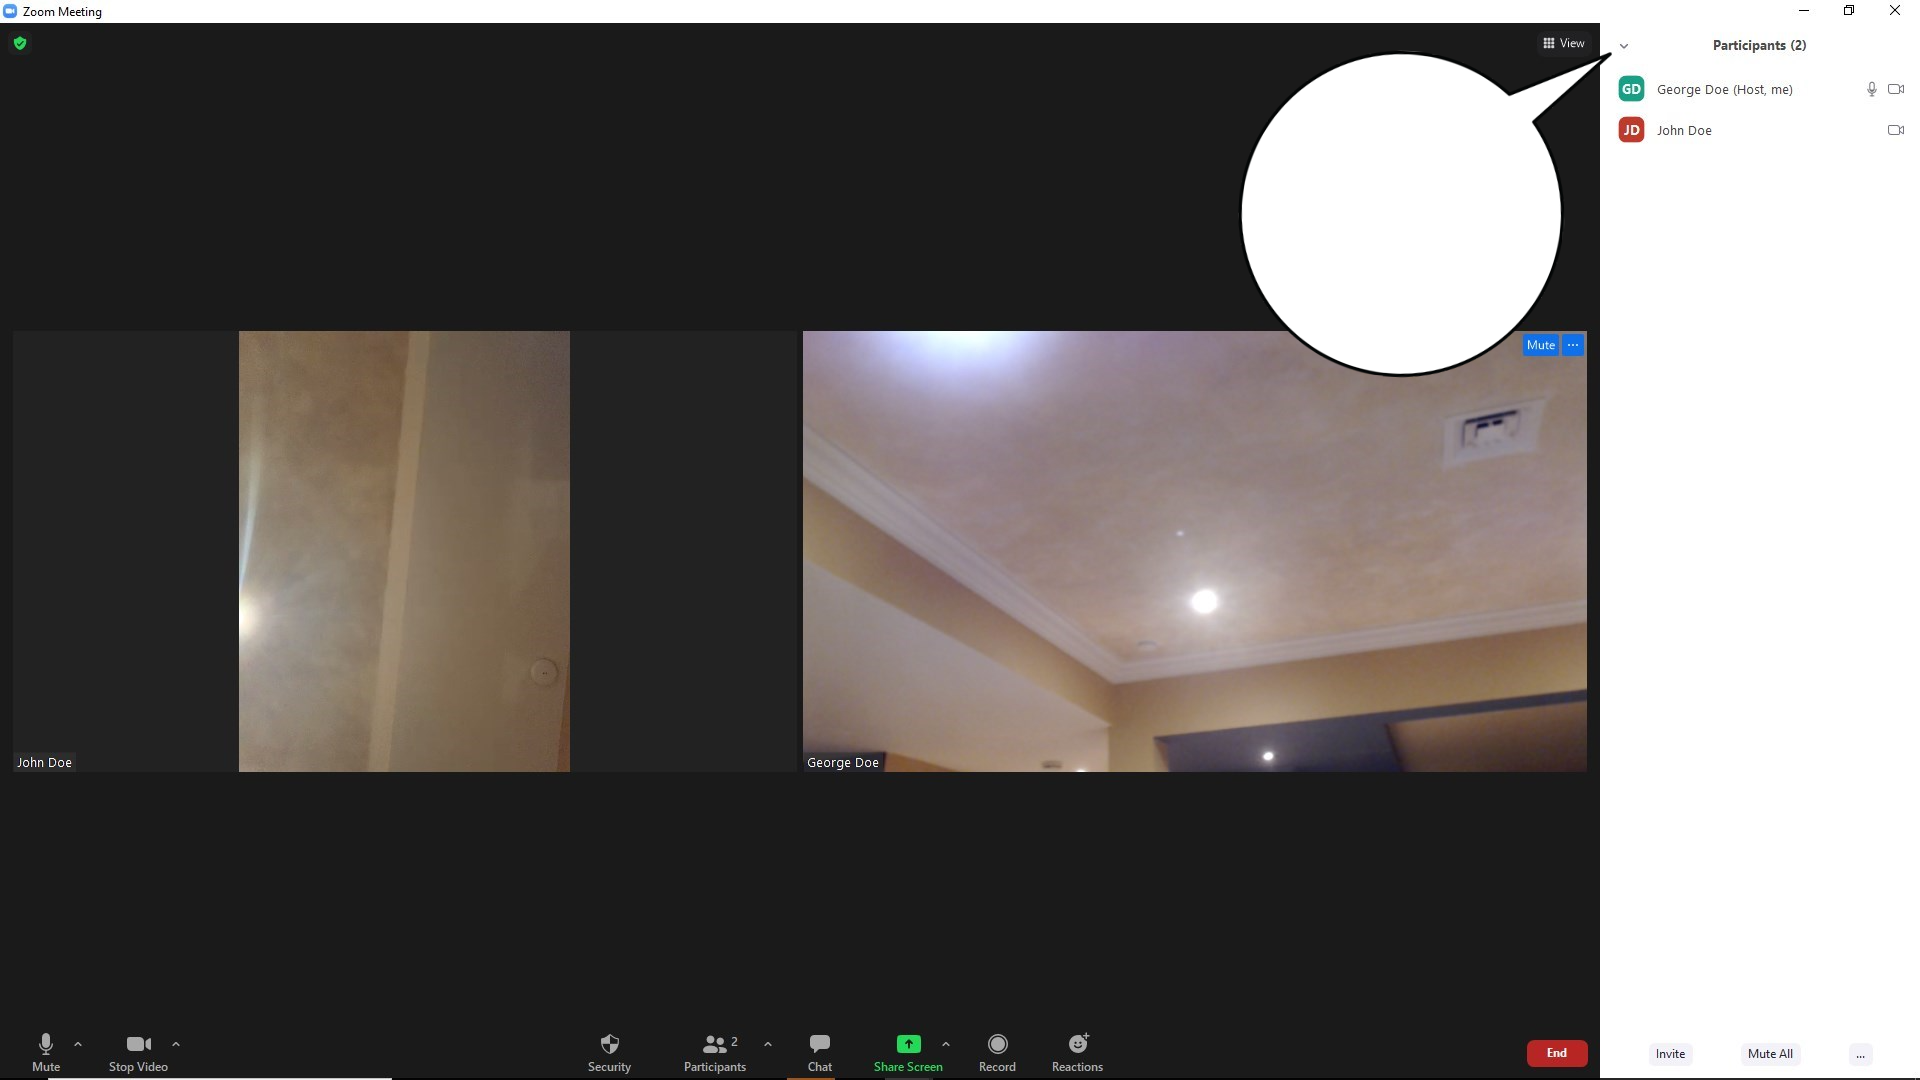 Zoom Meeting
View
Participants (2)
GD George Doe (Host, me)
JD John Doe
Mute ...
John Doe
George Doe
2
Mute Stop Video Security Participants Chat Share Screen Record Reactions End
Invite Mute All ...